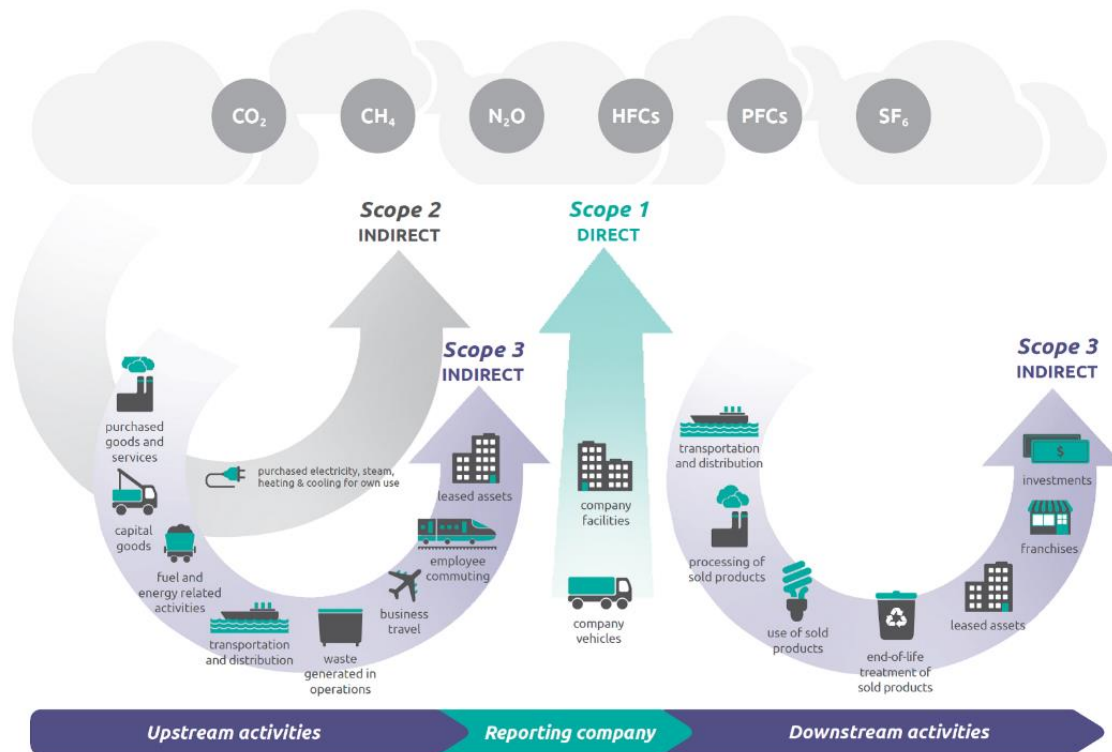 CO₂
CH₄
N₂O
HFCs
PFCs
SF₆
Scope 2
INDIRECT
Scope 1
DIRECT
Scope 3
INDIRECT
Scope 3
INDIRECT
purchased
goods and
services
capital
goods
fuel and
energy related
activities
purchased electricity, steam,
heating & cooling for own use
transportation
and distribution
waste
generated in
operations
business
travel
employee
commuting
leased assets
company
facilities
company
vehicles
transportation
and distribution
processing of
sold products
use of sold
products
end-of-life
treatment of
sold products
leased assets
franchises
$
investments
Upstream activities
Reporting company
Downstream activities